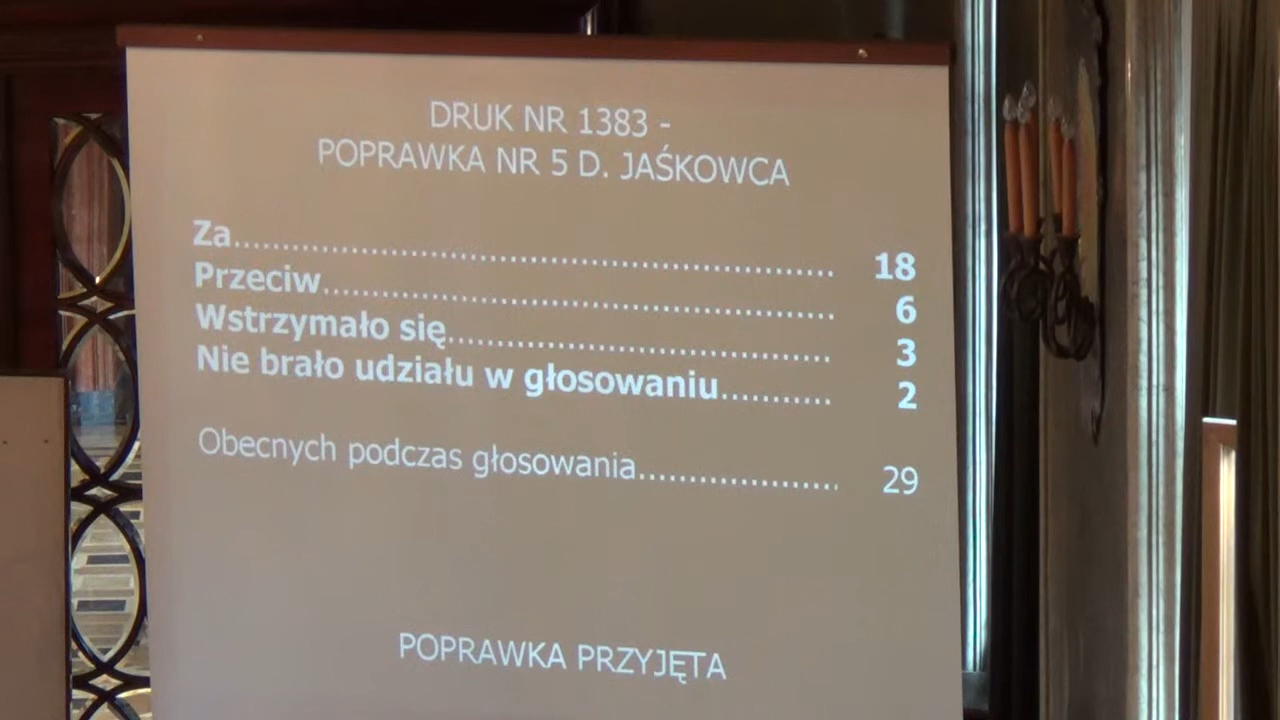 DRUK NR 1383 -
POPRAWKA NR 5 D. JAŚKOWCA
Za.......................................................... 18
Przeciw.................................................. 6
Wstrzymało się..................................... 3
Nie brało udziału w głosowaniu........... 2
Obecnych podczas głosowania.................... 29
POPRAWKA PRZYJĘTA